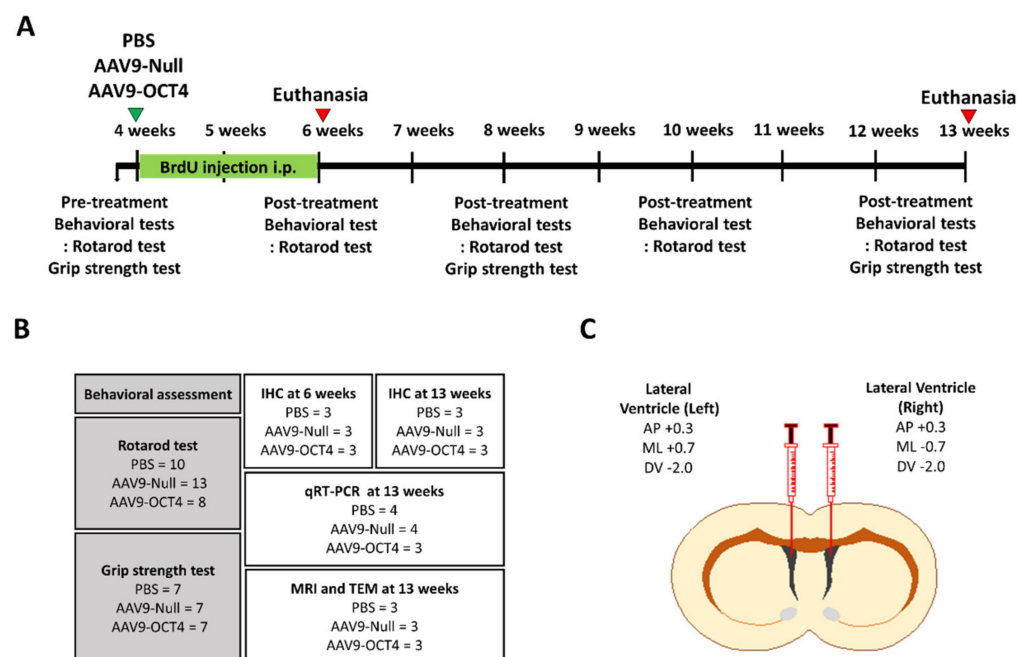 A
PBS
AAV9-Null
AAV9-OCT4
Euthanasia
Euthanasia
4 weeks
5 weeks
6 weeks
7 weeks
8 weeks
9 weeks
10 weeks
11 weeks
12 weeks
13 weeks
BrdU injection i.p.
Pre-treatment
Behavioral tests
: Rotarod test
Grip strength test
Post-treatment
Behavioral test
: Rotarod test
Post-treatment
Behavioral tests
: Rotarod test
Grip strength test
Post-treatment
Behavioral test
: Rotarod test
Post-treatment
Behavioral tests
: Rotarod test
Grip strength test
B
Behavioral assessment
Rotarod test
PBS = 10
AAV9-Null = 13
AAV9-OCT4 = 8
Grip strength test
PBS = 7
AAV9-Null = 7
AAV9-OCT4 = 7
IHC at 6 weeks
PBS = 3
AAV9-Null = 3
AAV9-OCT4 = 3
IHC at 13 weeks
PBS = 3
AAV9-Null = 3
AAV9-OCT4 = 3
qRT-PCR at 13 weeks
PBS = 4
AAV9-Null = 4
AAV9-OCT4 = 3
MRI and TEM at 13 weeks
PBS = 3
AAV9-Null = 3
AAV9-OCT4 = 3
C
Lateral
Ventricle (Left)
AP +0.3
ML +0.7
DV -2.0
Lateral Ventricle
(Right)
AP +0.3
ML -0.7
DV -2.0